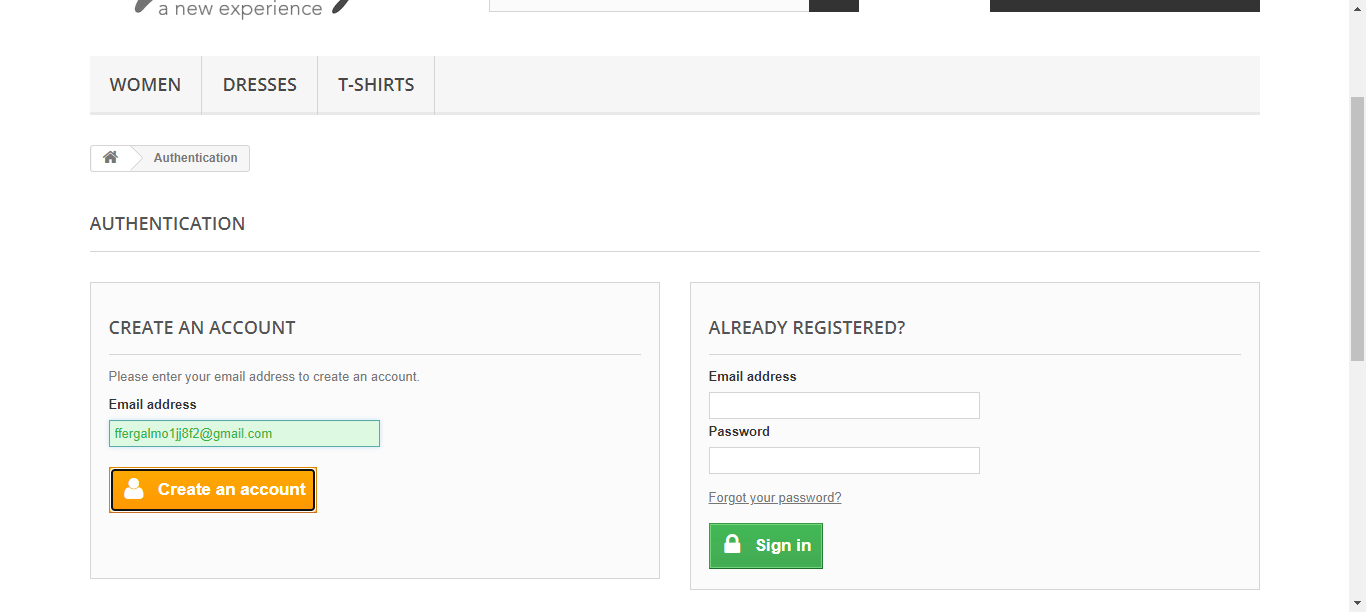 a new experience
WOMEN
DRESSES
T-SHIRTS
Authentication
AUTHENTICATION
CREATE AN ACCOUNT
Please enter your email address to create an account.
Email address
ffergalmo1jj8f2@gmail.com
Create an account
ALREADY REGISTERED?
Email address
Password
Forgot your password?
Sign in